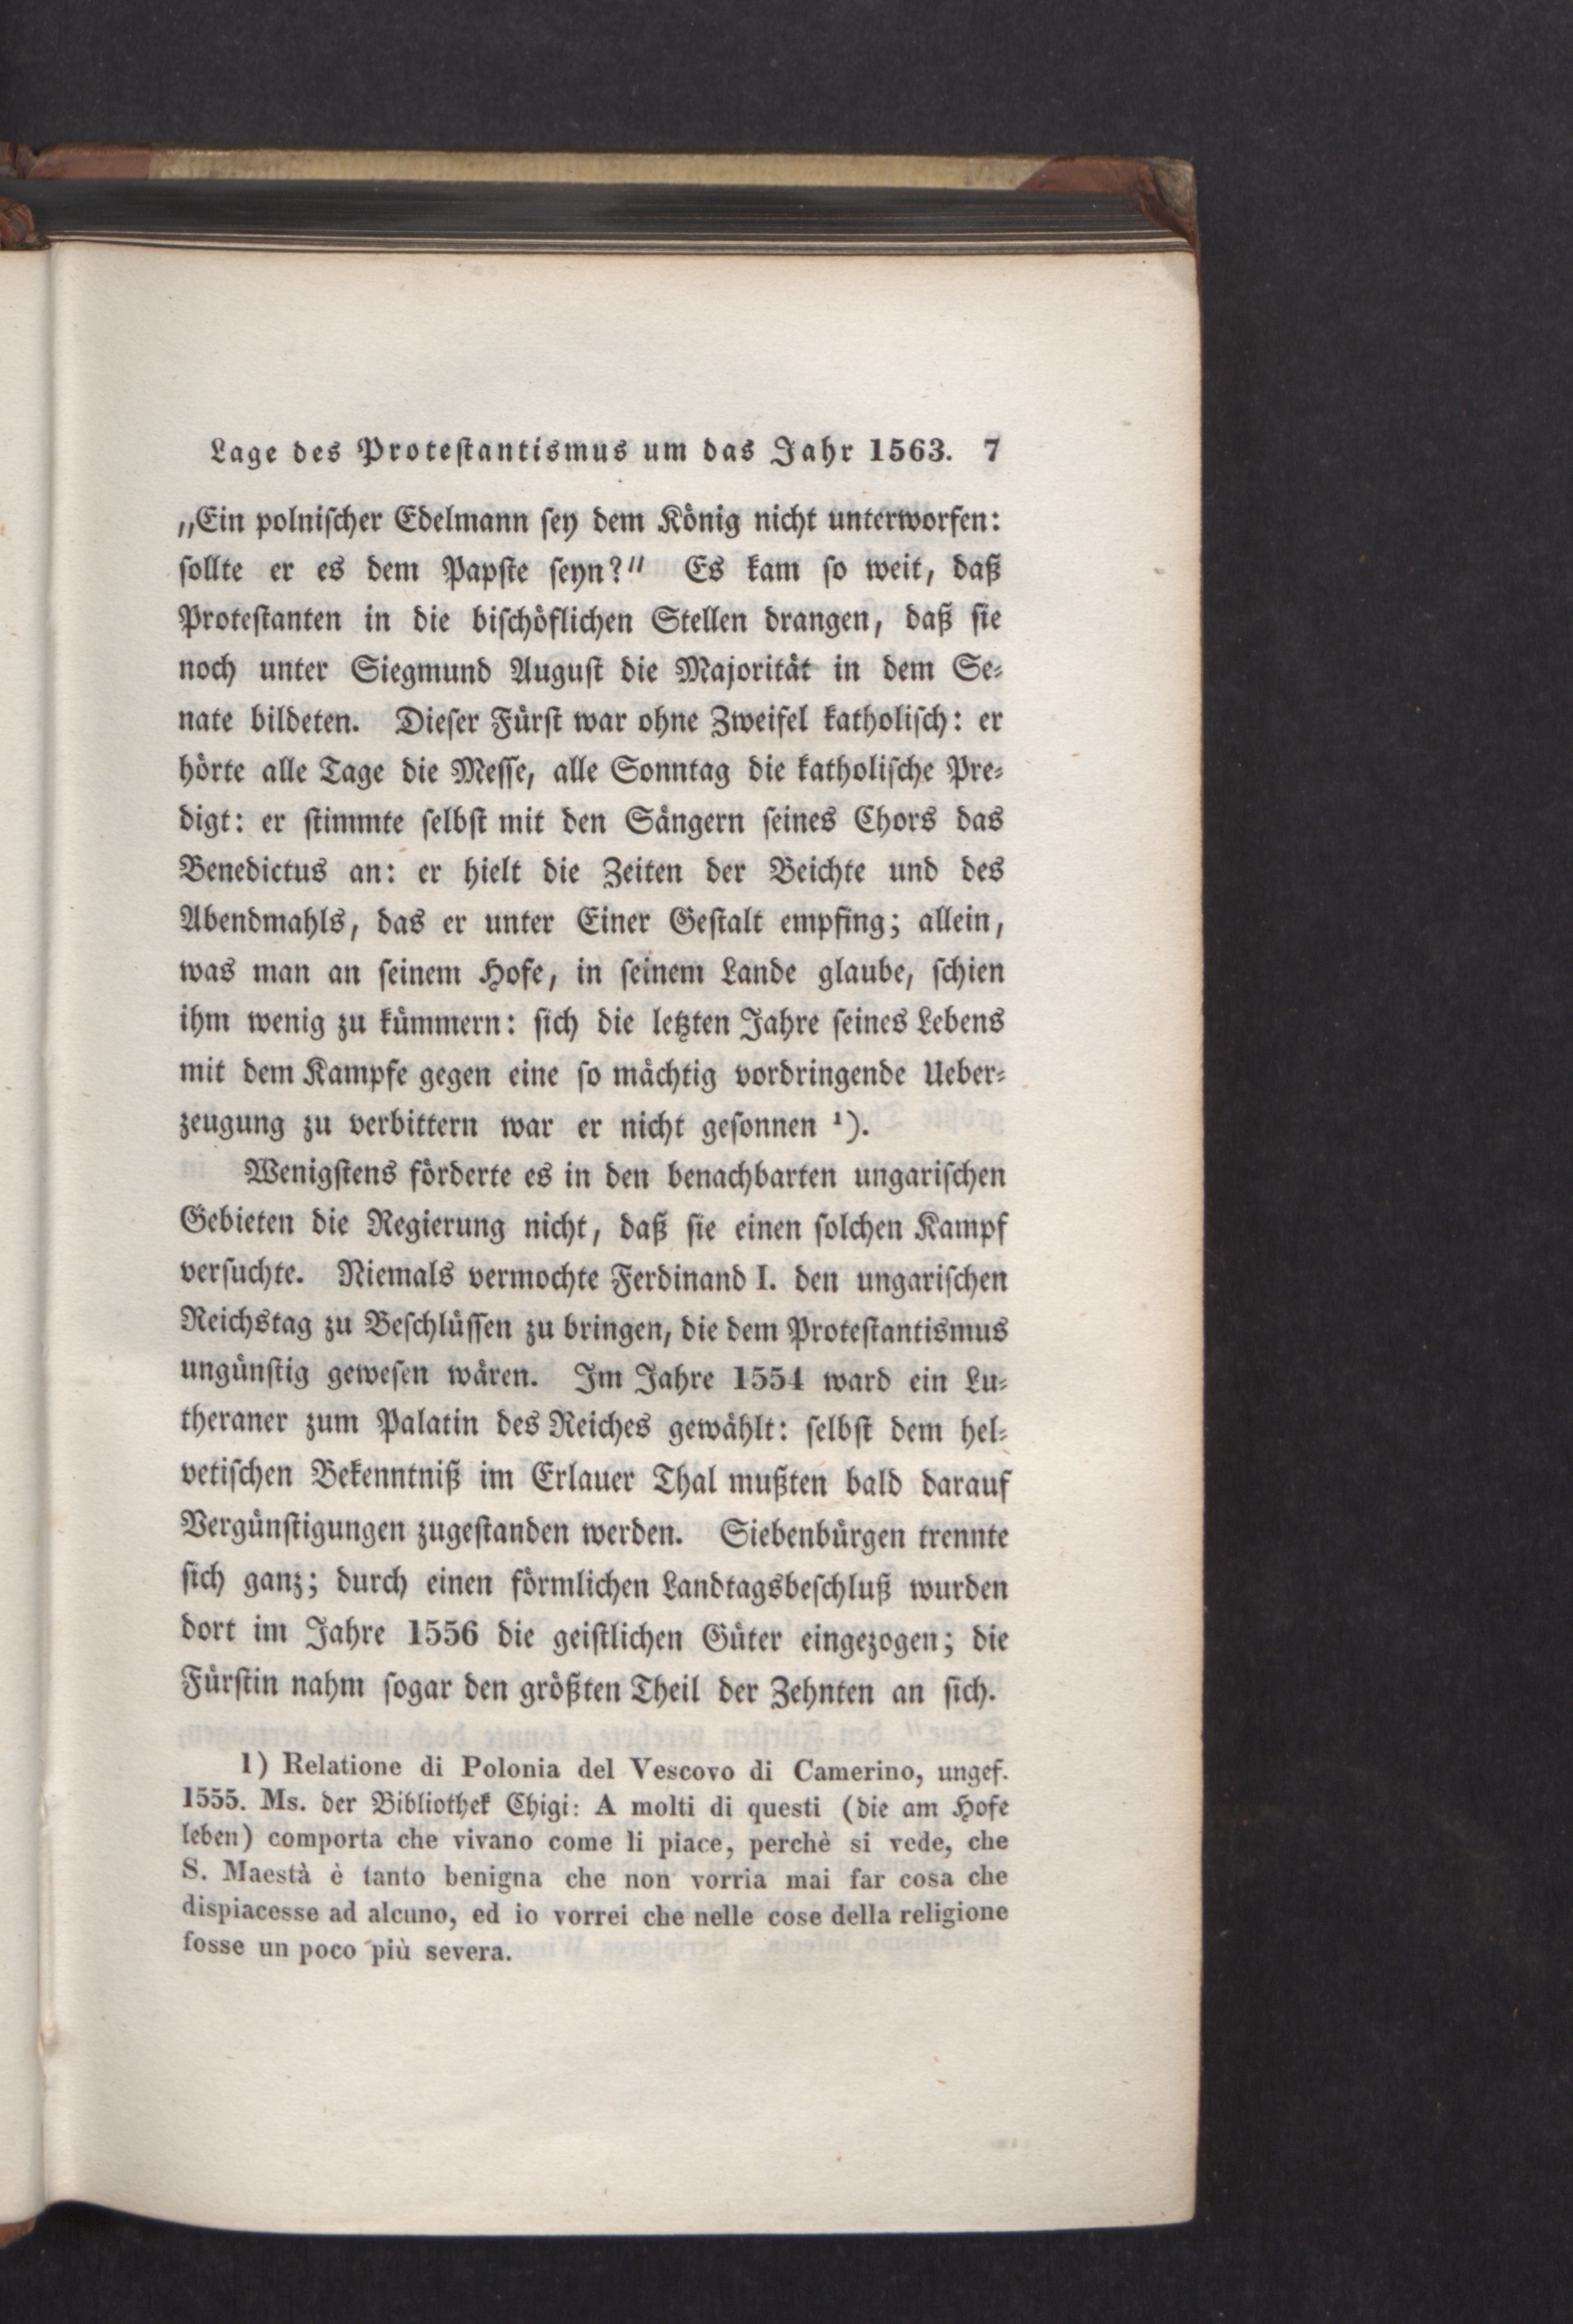 Lage des Protestantismus um das Jahr 1563. 7
„Ein polnischer Edelmann sey dem König nicht unterworfen:
sollte er es dem Papste seyn?" Es kam so weit, daß
Protestanten in die bischöflichen Stellen drangen, daß sie
noch unter Siegmund August die Majorität in dem Se-
nate bildeten. Dieser Fürst war ohne Zweifel katholisch: er
hörte alle Tage die Messe, alle Sonntag die katholische Pre-
digt: er stimmte selbst mit den Sängern seines Chors das
Benedictus an: er hielt die Zeiten der Beichte und des
Abendmahls, das er unter Einer Gestalt empfing; allein,
was man an seinem Hofe, in seinem Lande glaube, schien
ihm wenig zu kümmern: sich die letzten Jahre seines Lebens
mit dem Kampfe gegen eine so mächtig vordringende Ueber-
zeugung zu verbittern war er nicht gesonnen ¹).
Wenigstens förderte es in den benachbarten ungarischen
Gebieten die Regierung nicht, daß sie einen solchen Kampf
versuchte. Niemals vermochte Ferdinand I. den ungarischen
Reichstag zu Beschlüssen zu bringen, die dem Protestantismus
ungünstig gewesen wären. Im Jahre 1554 ward ein Lu-
theraner zum Palatin des Reiches gewählt: selbst dem hel-
vetischen Bekenntniß im Erlauer Thal mußten bald darauf
Vergünstigungen zugestanden werden. Siebenbürgen trennte
sich ganz; durch einen förmlichen Landtagsbeschluß wurden
dort im Jahre 1556 die geistlichen Güter eingezogen; die
Fürstin nahm sogar den größten Theil der Zehnten an sich.
1) Relatione di Polonia del Vescovo di Camerino, ungef.
1555. Ms. der Bibliothek Chigi: A molti di questi (die am Hofe
leben) comporta che vivano come li piace, perchè si vede, che
S. Maestà è tanto benigna che non vorria mai far cosa che
dispiacesse ad alcuno, ed io vorrei che nelle cose della religione
fosse un poco più severa.